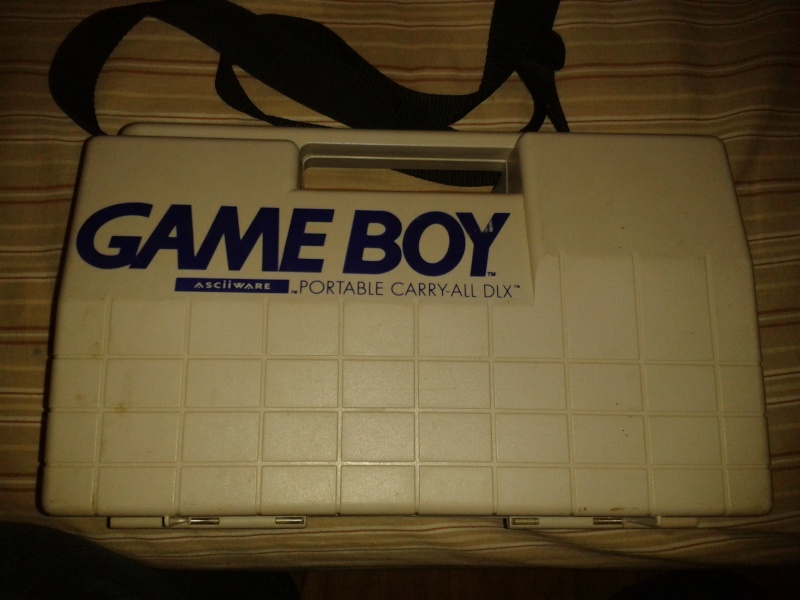 GAME BOY™
ASCiiWARE™ PORTABLE CARRY-ALL DLX™